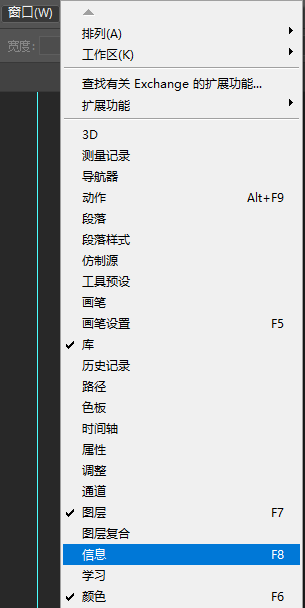 窗口(W)
宽度:
排列(A)
工作区(K)
查找有关 Exchange 的扩展功能...
扩展功能
3D
测量记录
导航器
动作 Alt+F9
段落
段落样式
仿制源
工具预设
画笔
画笔设置 F5
库
历史记录
路径
色板
时间轴
属性
调整
通道
图层 F7
图层复合
信息 F8
学习
颜色 F6